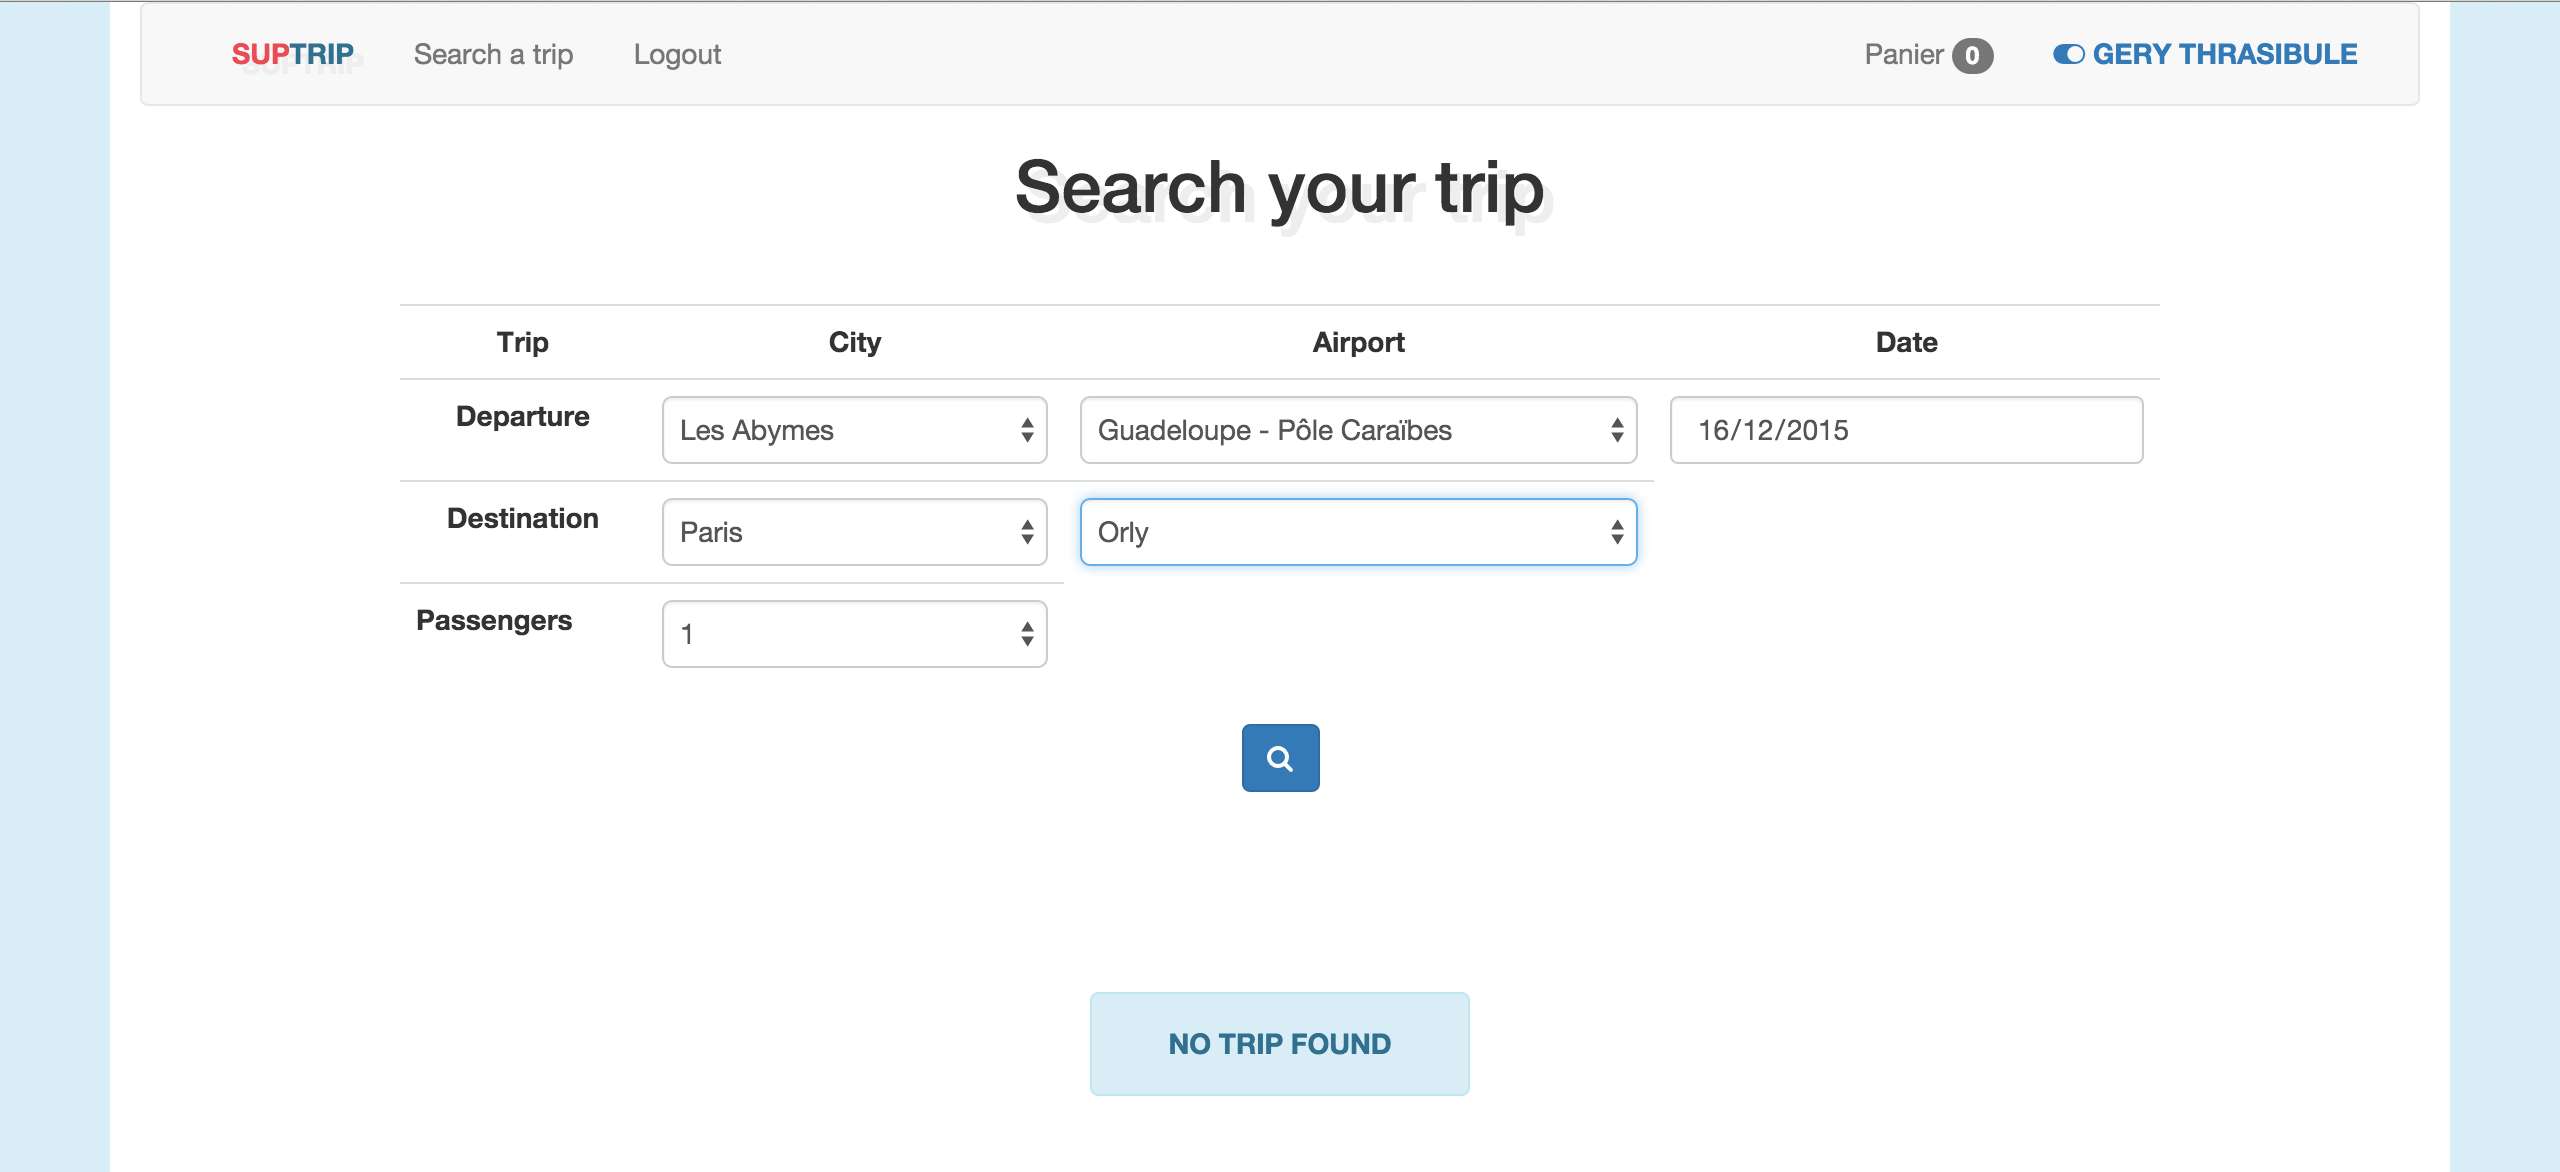 SUPTRIP Search a trip Logout Panier 0 GERY THRASIBULE
Search your trip
Trip City Airport Date
Departure Les Abymes Guadeloupe - Pôle Caraïbes 16/12/2015
Destination Paris Orly
Passengers 1
NO TRIP FOUND